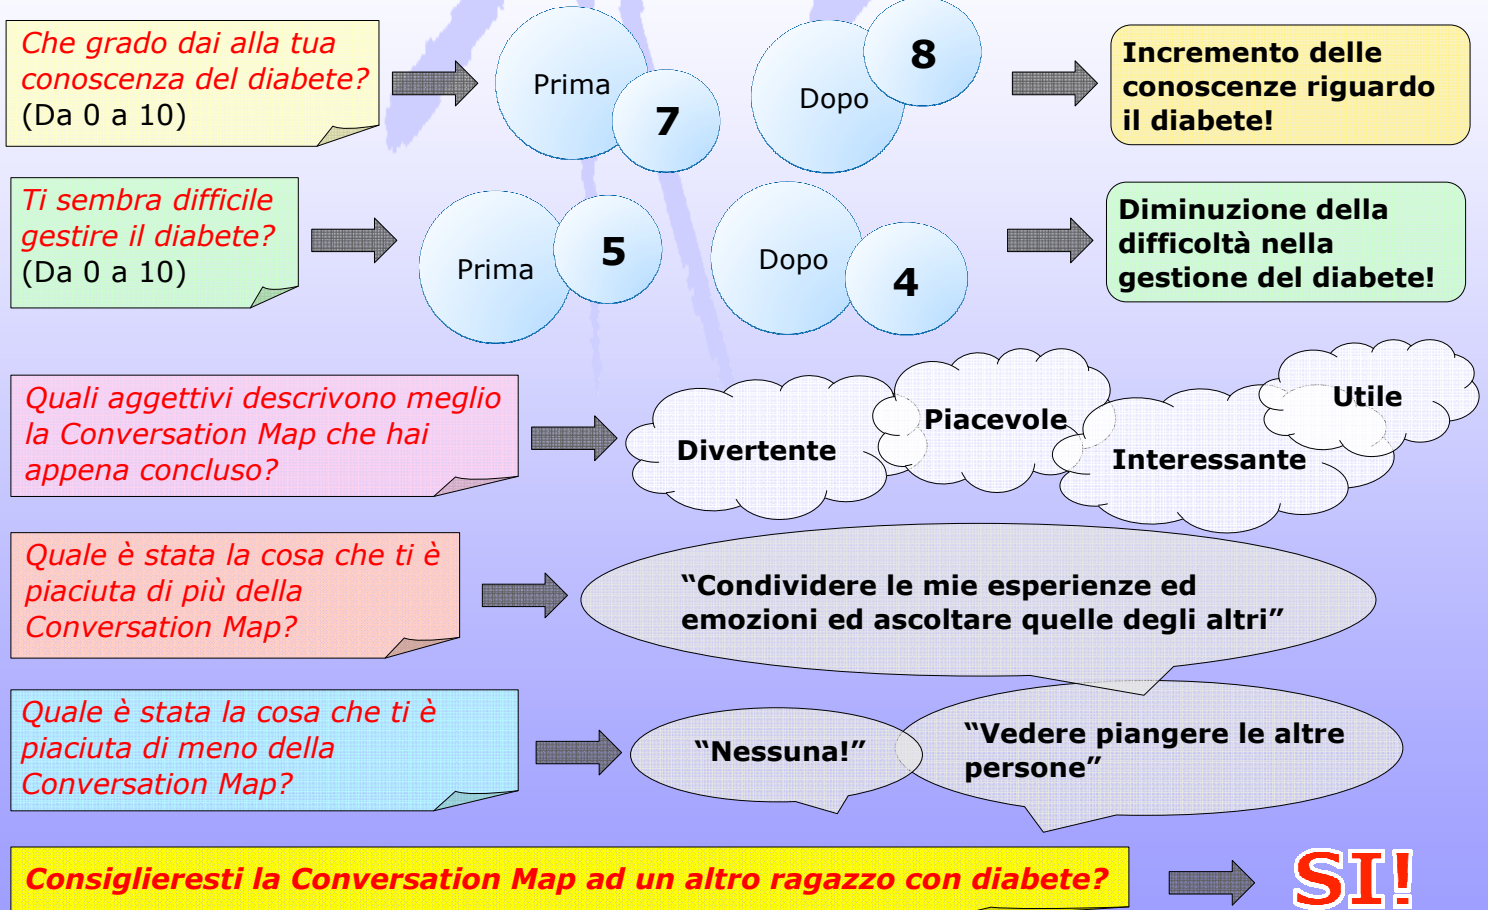 Che grado dai alla tua
conoscenza del diabete?
(Da 0 a 10)
Prima
7
Dopo
8
Incremento delle
conoscenze riguardo
il diabete!
Ti sembra difficile
gestire il diabete?
(Da 0 a 10)
Prima
5
Dopo
4
Diminuzione della
difficoltà nella
gestione del diabete!
Quali aggettivi descrivono meglio
la Conversation Map che hai
appena concluso?
Divertente
Piacevole
Interessante
Utile
Quale è stata la cosa che ti è
piaciuta di più della
Conversation Map?
“Condividere le mie esperienze ed
emozioni ed ascoltare quelle degli altri”
Quale è stata la cosa che ti è
piaciuta di meno della
Conversation Map?
“Nessuna!”
“Vedere piangere le altre
persone”
Consiglieresti la Conversation Map ad un altro ragazzo con diabete?
SI!